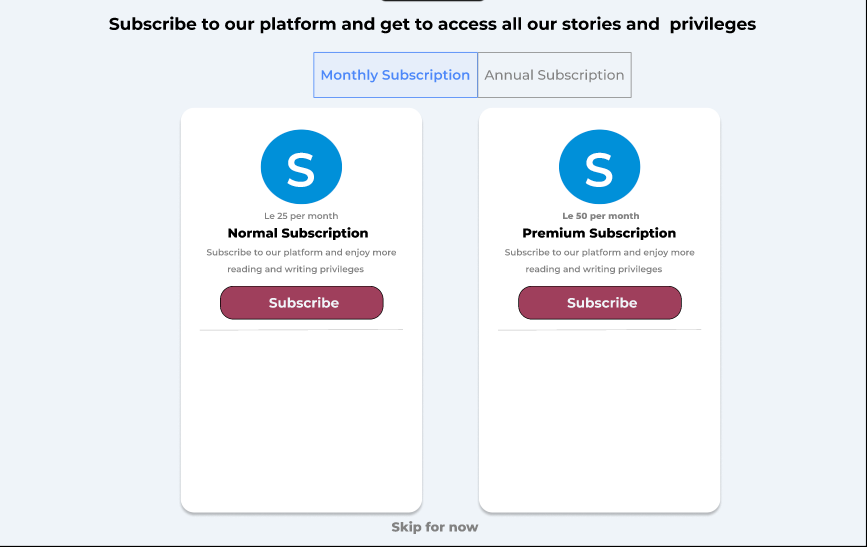 Subscribe to our platform and get to access all our stories and  privileges
Monthly Subscription
Annual Subscription
S
Le 25 per month
Normal Subscription
Subscribe to our platform and enjoy more
reading and writing privileges
Subscribe
S
Le 50 per month
Premium Subscription
Subscribe to our platform and enjoy more
reading and writing privileges
Subscribe
Skip for now